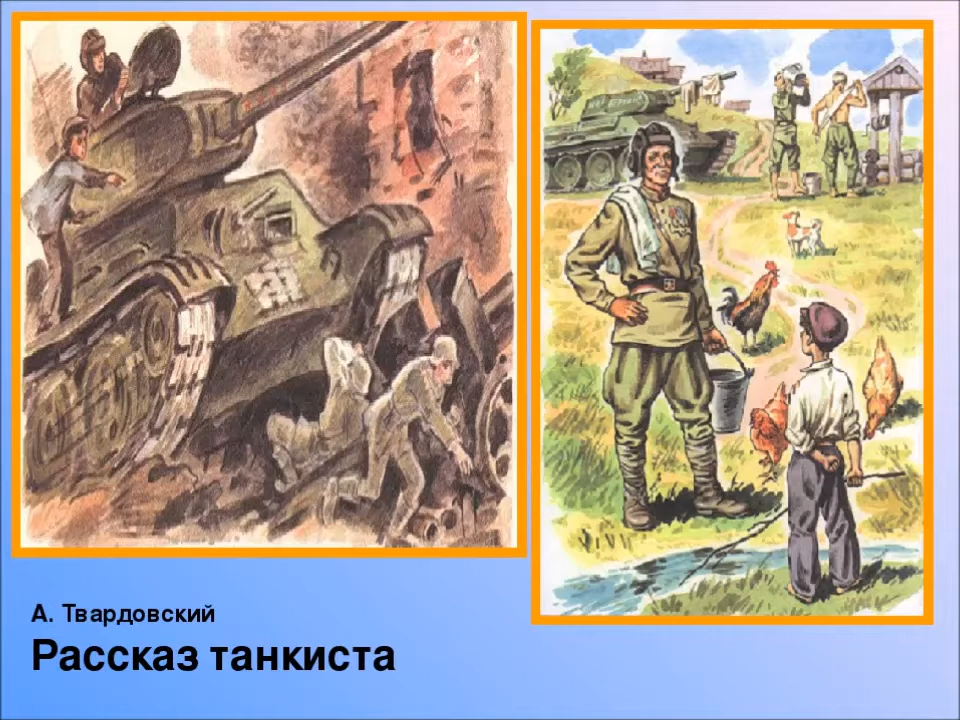 А. Твардовский
Рассказ танкиста